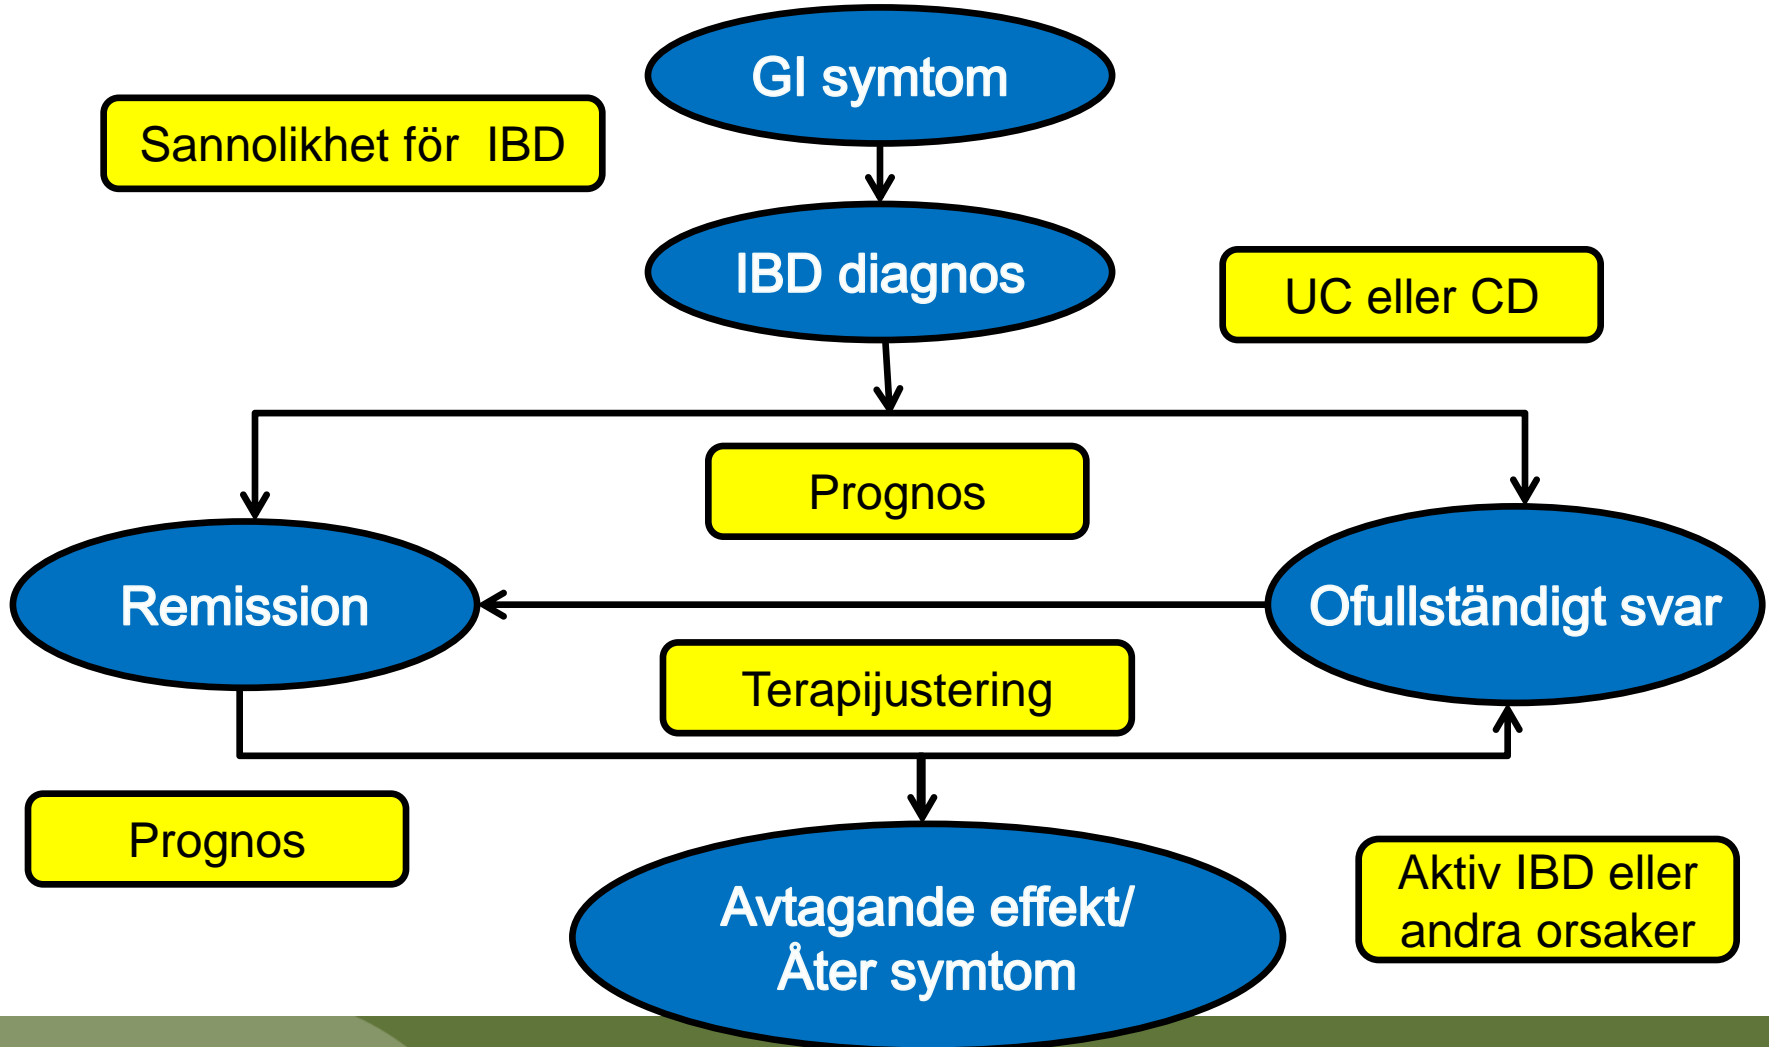 GI symtom
Sannolikhet för IBD
IBD diagnos
UC eller CD
Prognos
Remission
Ofullständigt svar
Terapijustering
Prognos
Aktiv IBD eller
andra orsaker
Avtagande effekt/
Åter symtom